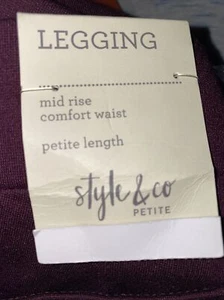 LEGGING
mid rise
comfort waist
petite length
style & co
PETITE